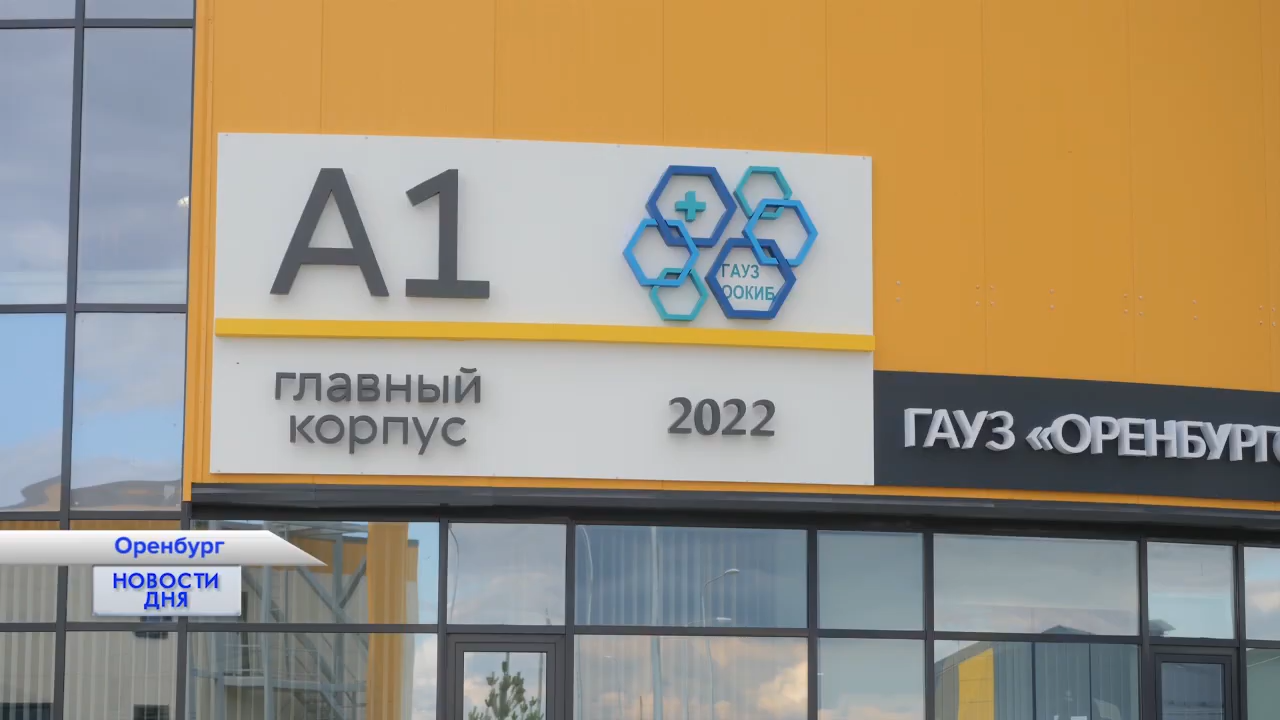 А1
ГАУЗ
ООКИБ
главный
корпус
2022
ГАУЗ «ОРЕНБУРГ
Оренбург
НОВОСТИ
ДНЯ